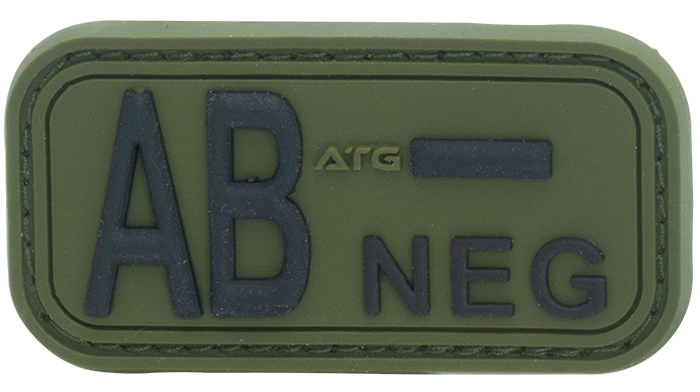 AB ATG –
NEG